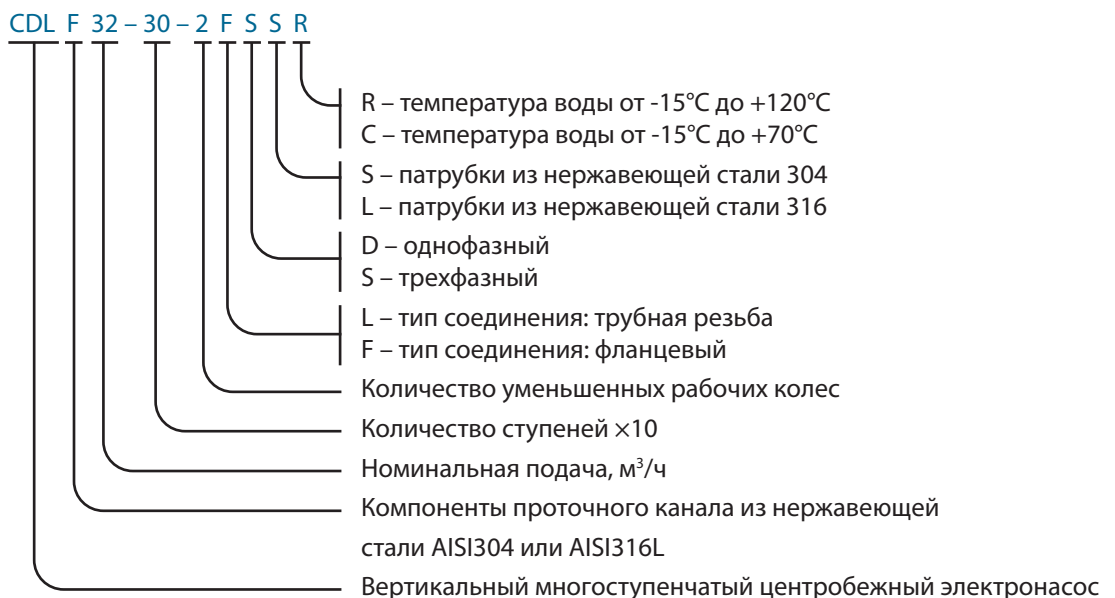 CDL F 32 – 30 – 2 F S S R
R – температура воды от -15°C до +120°C
C – температура воды от -15°C до +70°C
S – патрубки из нержавеющей стали 304
L – патрубки из нержавеющей стали 316
D – однофазный
S – трехфазный
L – тип соединения: трубная резьба
F – тип соединения: фланцевый
Количество уменьшенных рабочих колес
Количество ступеней ×10
Номинальная подача, м³/ч
Компоненты проточного канала из нержавеющей
стали AISI304 или AISI316L
Вертикальный многоступенчатый центробежный электронасос